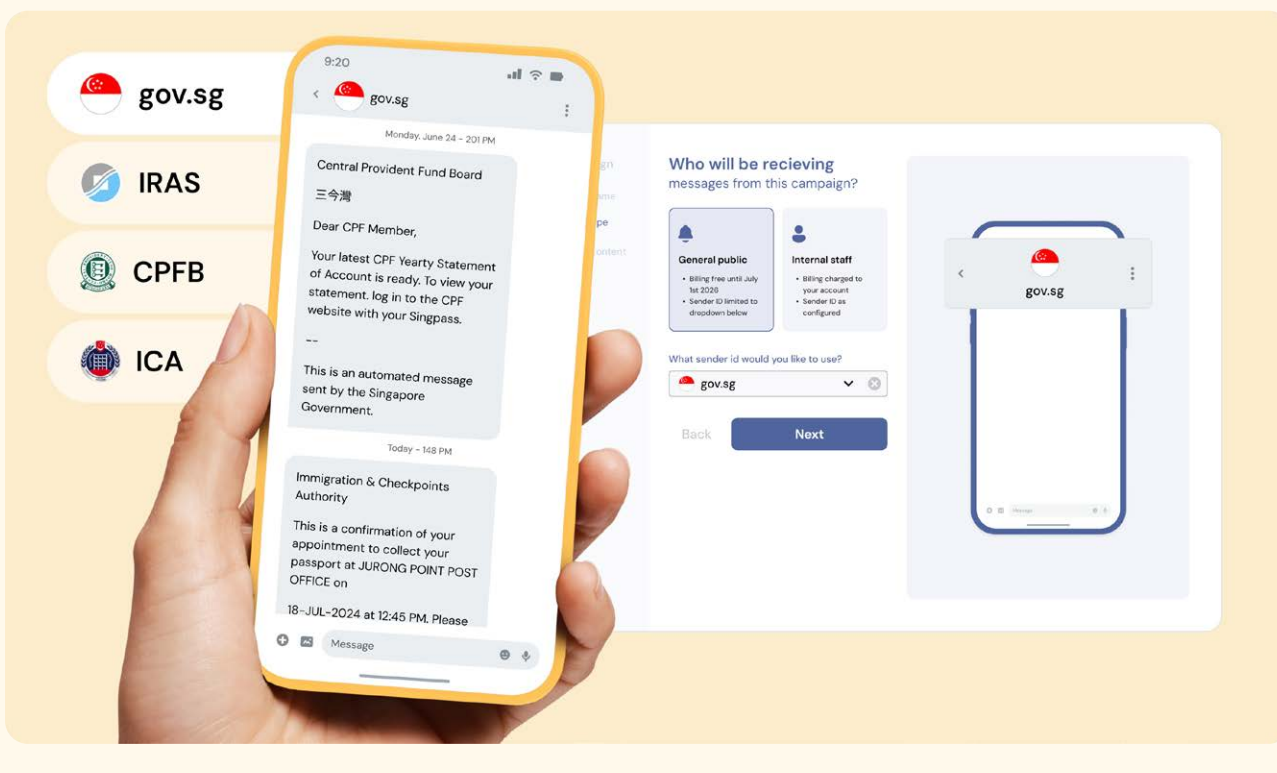 gov.sg
IRAS
CPFB
ICA
9:20
gov.sg
Monday, June 24 - 201 PM
Central Provident Fund Board
三今灣
Dear CPF Member,
Your latest CPF Yearty Statement
of Account is ready. To view your
statement. log in to the CPF
website with your Singpass.
--
This is an automated message
sent by the Singapore
Government.
Today - 148 PM
Immigration & Checkpoints
Authority
This is a confirmation of your
appointment to collect your
passport at JURONG POINT POST
OFFICE on
18-JUL-2024 at 12:45 PM. Please
Message
Who will be recieving
messages from this campaign?
General public
• Billing free until July
1st 2026
• Sender ID limited to
dropdown below
Internal staff
• Billing charged to
your account
• Sender ID as
configured
What sender id would you like to use?
gov.sg
Back
Next
gov.sg
Message